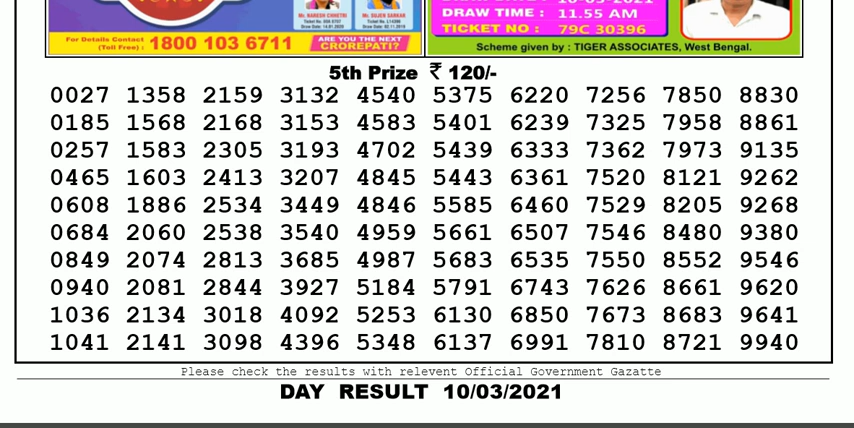 Mr. NARESH CHHETRI
Mr. SUJEN SARKAR
For Details Contact
(Toll Free) : 1800 103 6711
ARE YOU THE NEXT
CROREPATI?
DRAW TIME : 11.55 AM
TICKET NO : 79C 30396
Scheme given by : TIGER ASSOCIATES, West Bengal.
5th Prize ₹ 120/-
0027 1358 2159 3132 4540 5375 6220 7256 7850 8830
0185 1568 2168 3153 4583 5401 6239 7325 7958 8861
0257 1583 2305 3193 4702 5439 6333 7362 7973 9135
0465 1603 2413 3207 4845 5443 6361 7520 8121 9262
0608 1886 2534 3449 4846 5585 6460 7529 8205 9268
0684 2060 2538 3540 4959 5661 6507 7546 8480 9380
0849 2074 2813 3685 4987 5683 6535 7550 8552 9546
0940 2081 2844 3927 5184 5791 6743 7626 8661 9620
1036 2134 3018 4092 5253 6130 6850 7673 8683 9641
1041 2141 3098 4396 5348 6137 6991 7810 8721 9940
Please check the results with relevent Official Government Gazatte
DAY RESULT 10/03/2021